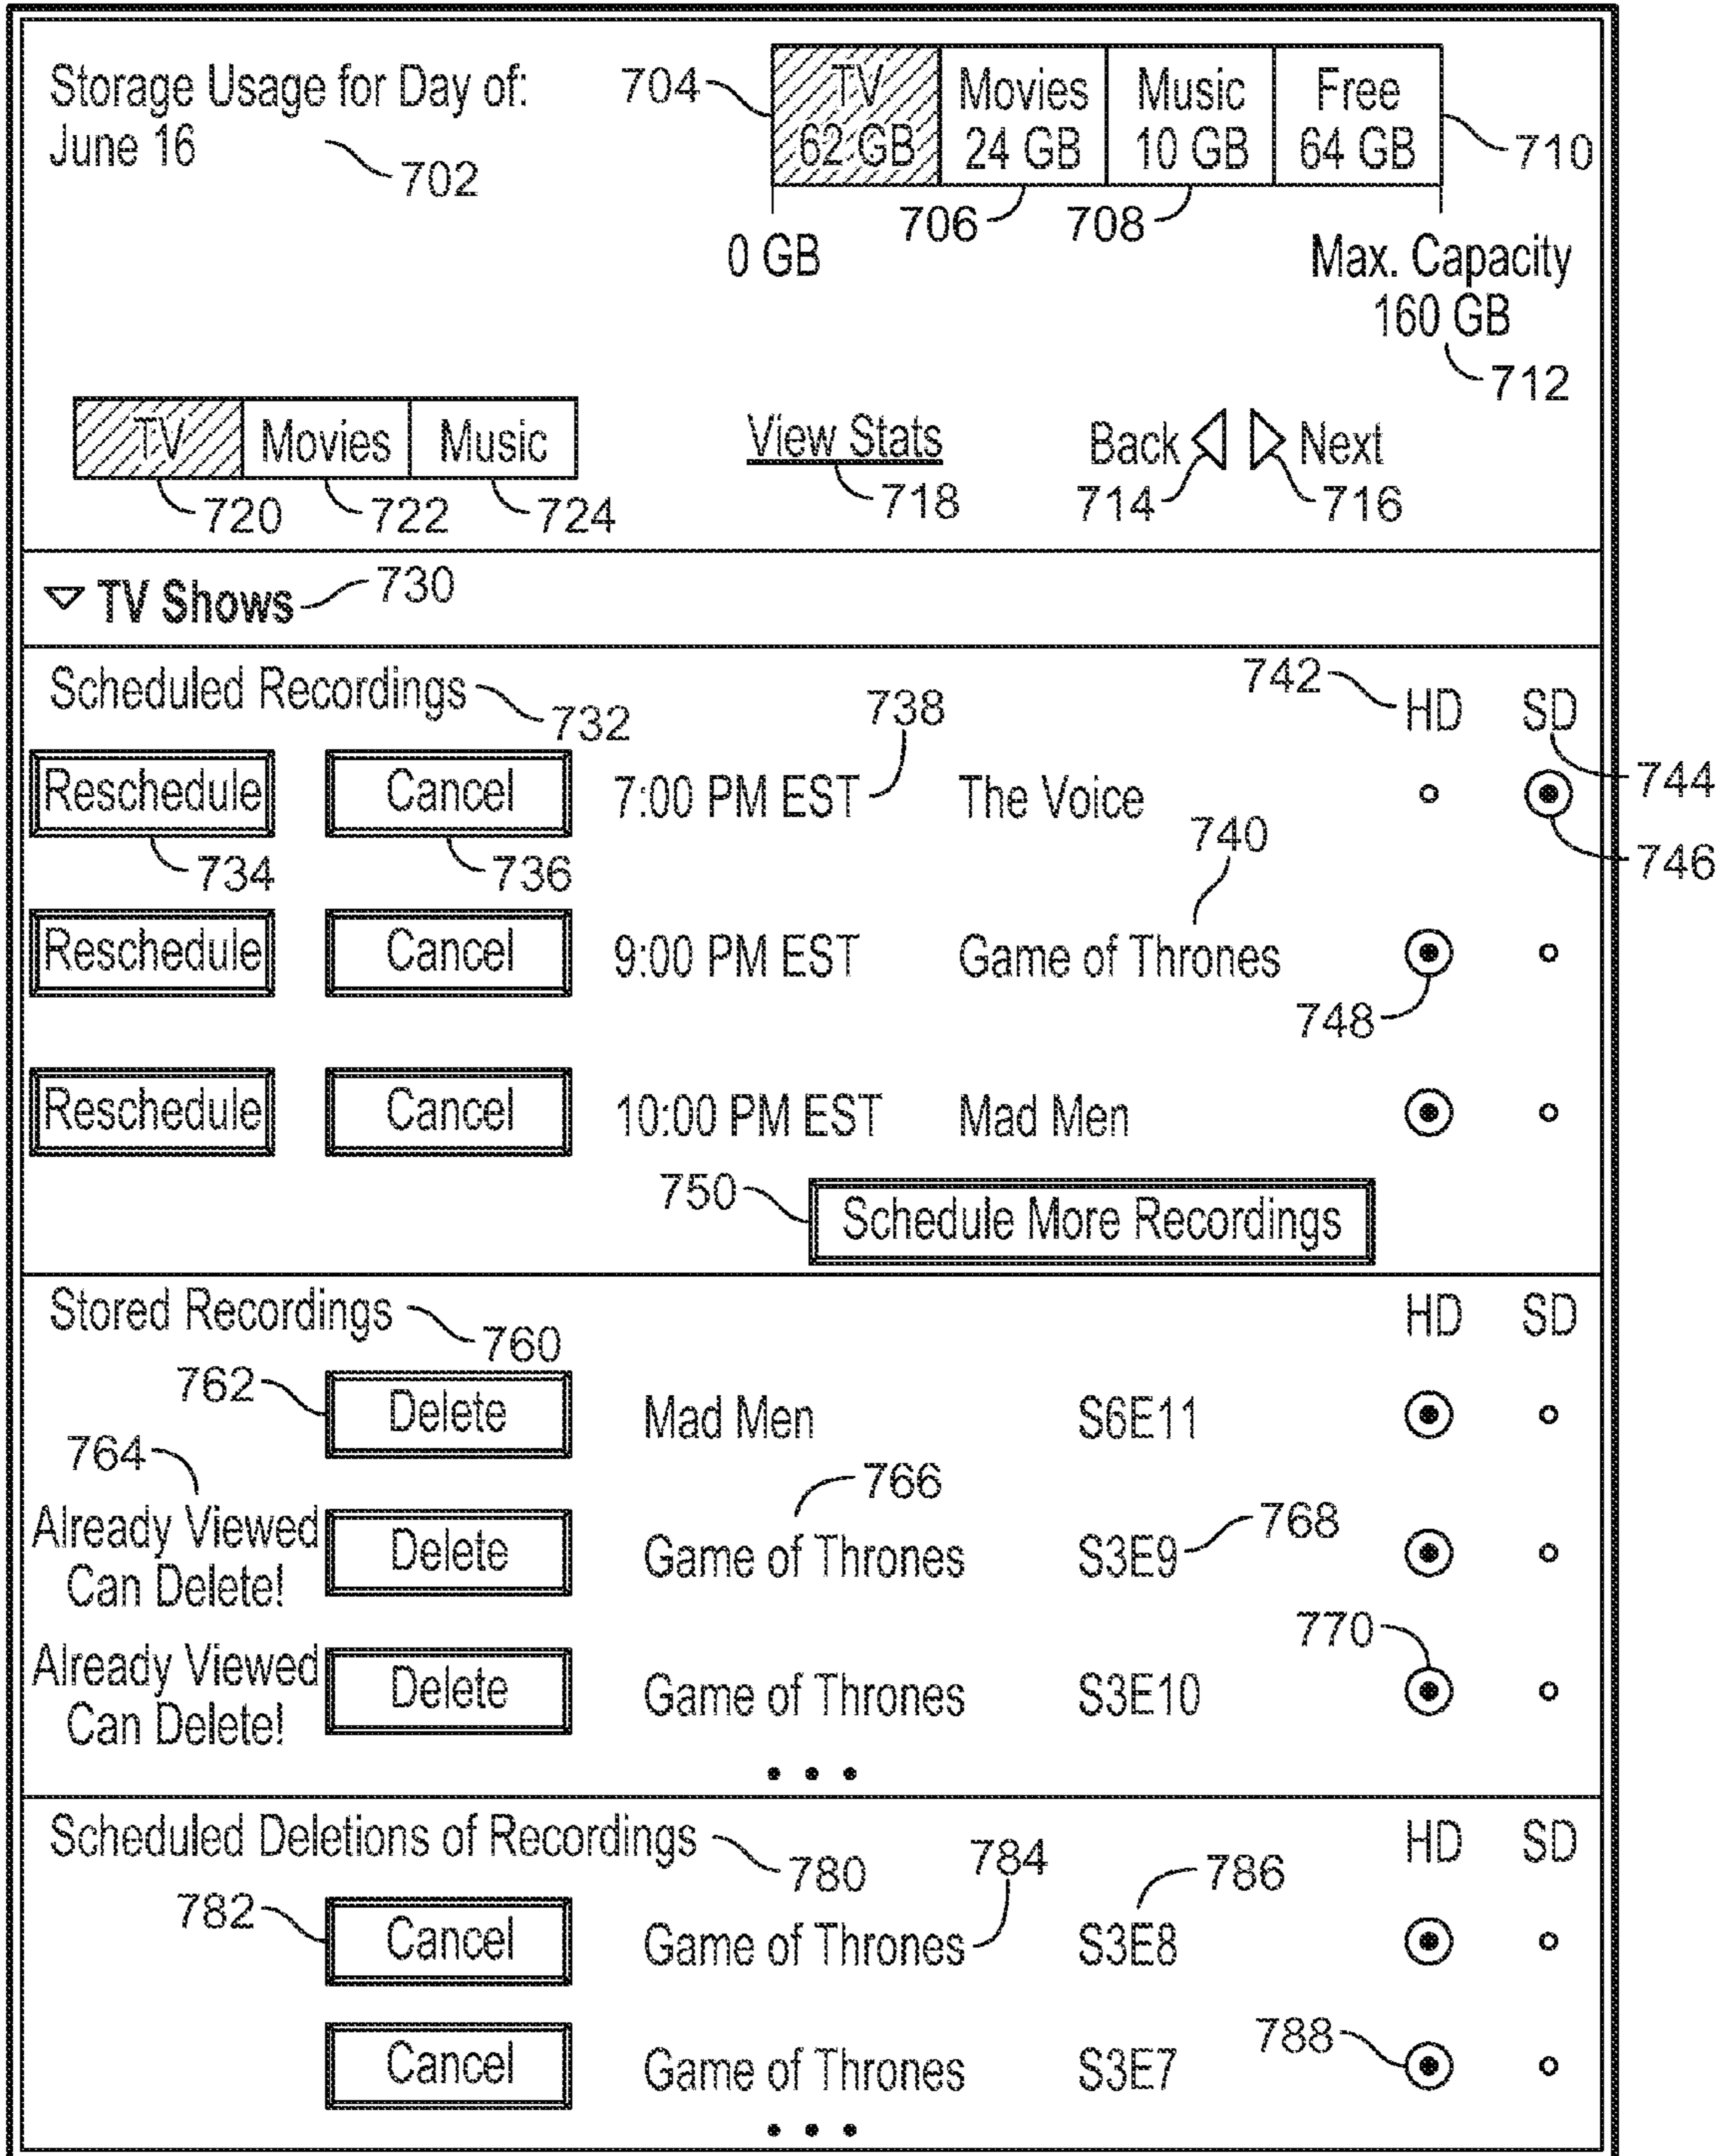 Storage Usage for Day of:
June 16
702
704
TV
62 GB
Movies
24 GB
Music
10 GB
Free
64 GB
710
706
708
0 GB
Max. Capacity
160 GB
712
TV
Movies
Music
720
722
724
View Stats
718
Back
Next
714
716
TV Shows
730
Scheduled Recordings
732
738
742
HD
SD
744
Reschedule
Cancel
7:00 PM EST
The Voice
734
736
740
746
Reschedule
Cancel
9:00 PM EST
Game of Thrones
748
Reschedule
Cancel
10:00 PM EST
Mad Men
750
Schedule More Recordings
Stored Recordings
760
HD
SD
762
Delete
Mad Men
S6E11
764
766
768
Already Viewed
Can Delete!
Delete
Game of Thrones
S3E9
770
Already Viewed
Can Delete!
Delete
Game of Thrones
S3E10
• • •
Scheduled Deletions of Recordings
780
784
786
HD
SD
782
Cancel
Game of Thrones
S3E8
788
Cancel
Game of Thrones
S3E7
• • •